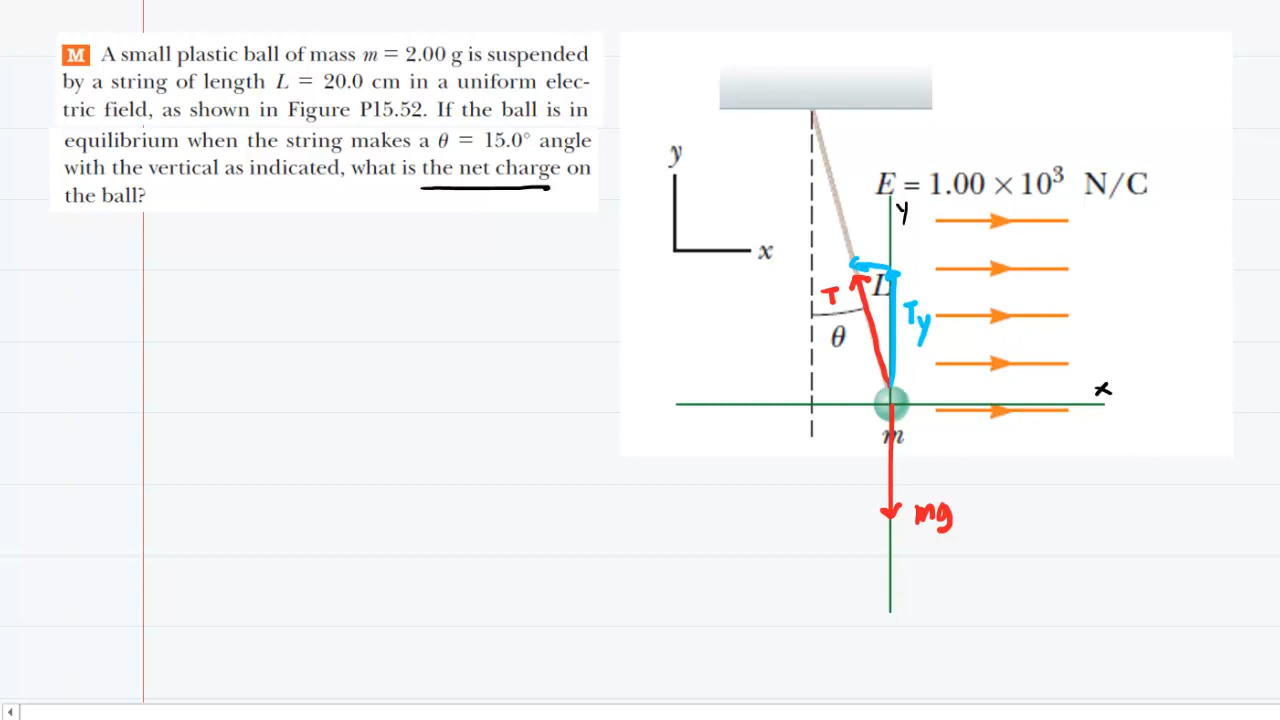 M A small plastic ball of mass m = 2.00 g is suspended
by a string of length L = 20.0 cm in a uniform elec-
tric field, as shown in Figure P15.52. If the ball is in
equilibrium when the string makes a θ = 15.0° angle
with the vertical as indicated, what is the net charge on
the ball?
y
x
E = 1.00 × 10³ N/C
y
T
L
Ty
θ
x
m
mg